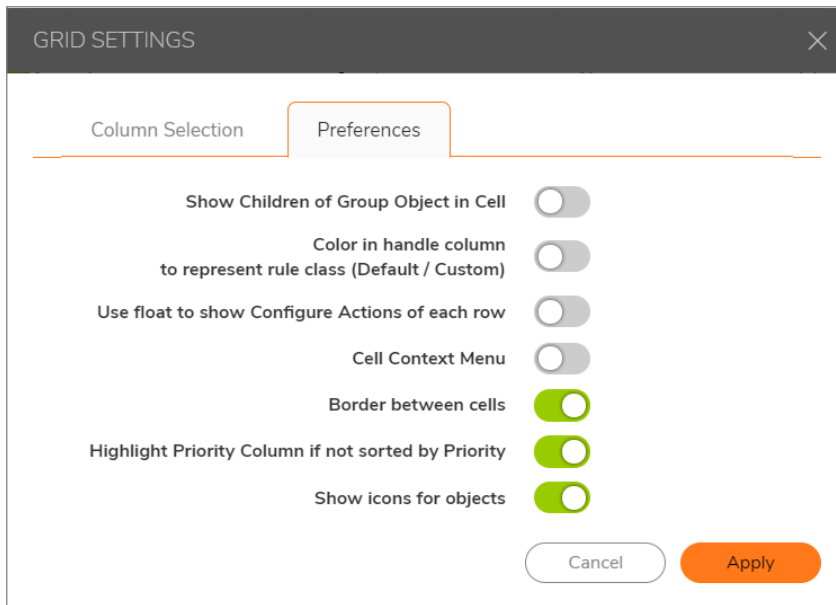 GRID SETTINGS
Column Selection
Preferences
Show Children of Group Object in Cell
Color in handle column
to represent rule class (Default / Custom)
Use float to show Configure Actions of each row
Cell Context Menu
Border between cells
Highlight Priority Column if not sorted by Priority
Show icons for objects
Cancel
Apply